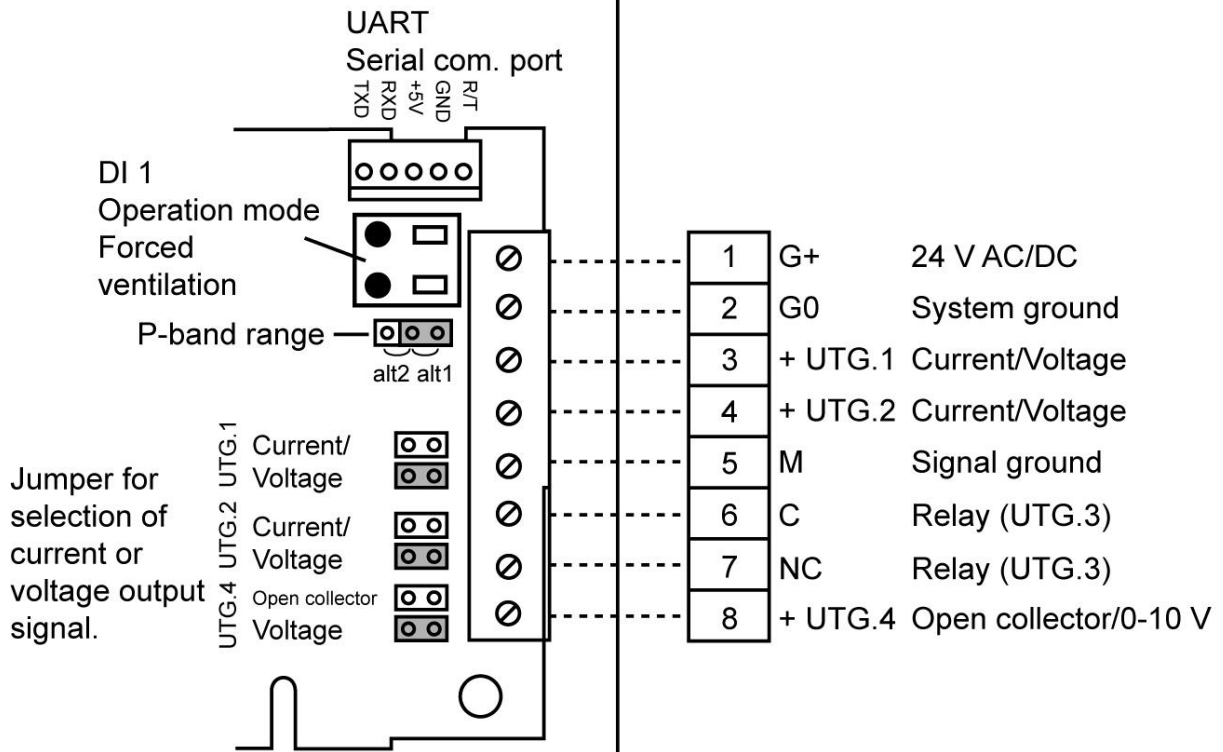 UART
Serial com. port
TXD
RXD
+5V
GND
R/T
DI 1
Operation mode
Forced
ventilation
P-band range
alt2 alt1
UTG.1
Current/
Voltage
UTG.2
Current/
Voltage
UTG.4
Open collector
Voltage
Jumper for
selection of
current or
voltage output
signal.
1 G+ 24 V AC/DC
2 G0 System ground
3 + UTG.1 Current/Voltage
4 + UTG.2 Current/Voltage
5 M Signal ground
6 C Relay (UTG.3)
7 NC Relay (UTG.3)
8 + UTG.4 Open collector/0-10 V